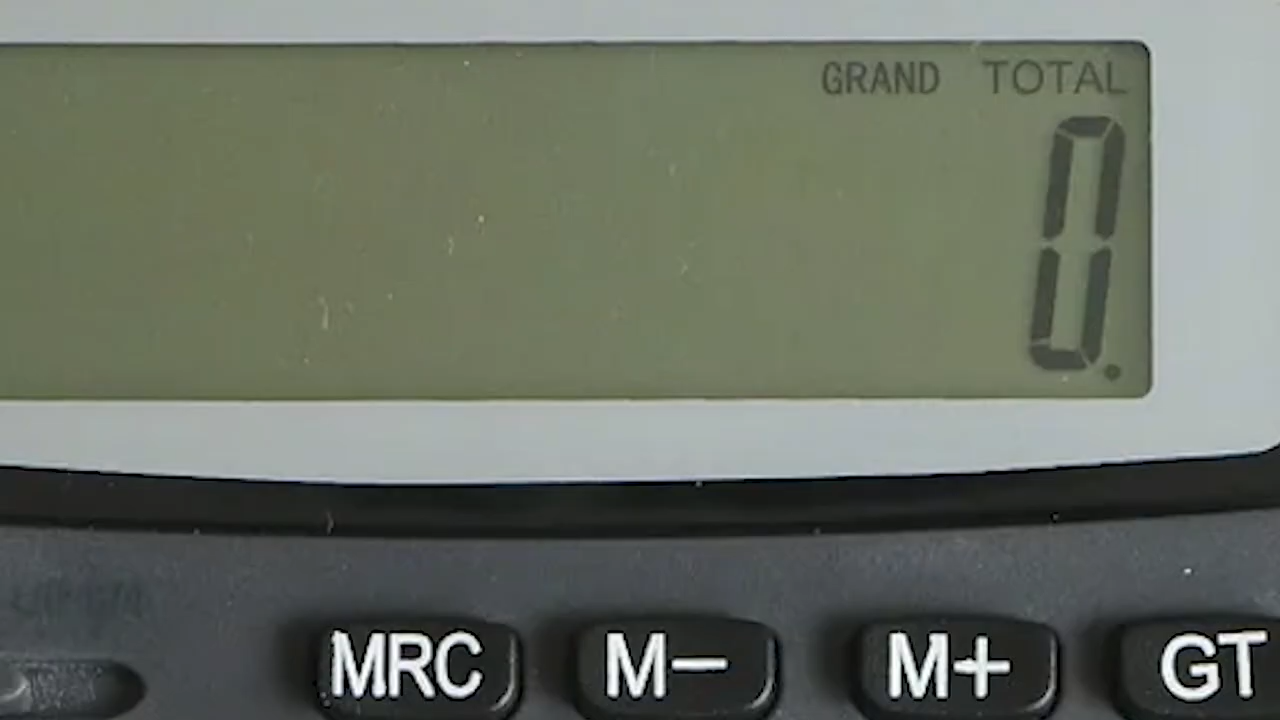 GRAND TOTAL
0.
MRC M− M+ GT